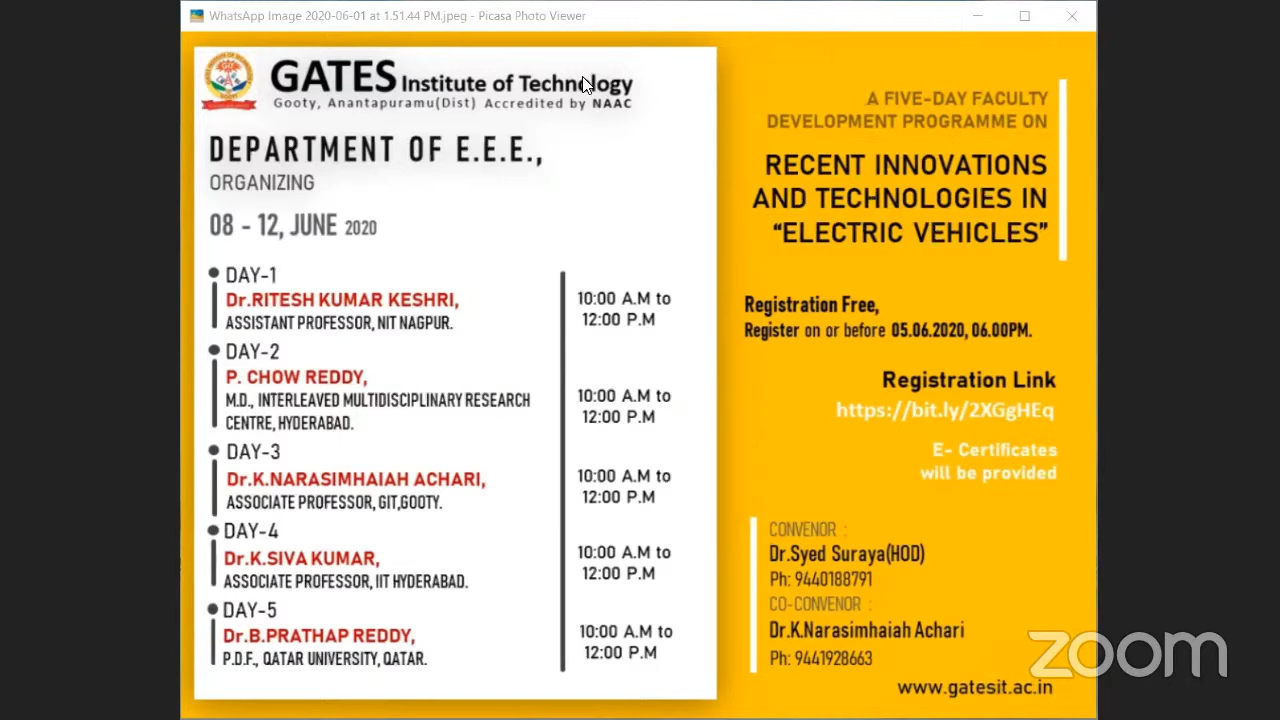 WhatsApp Image 2020-06-01 at 1.51.44 PM.jpeg - Picasa Photo Viewer
GATES Institute of Technology
Gooty, Anantapuramu(Dist) Accredited by NAAC
DEPARTMENT OF E.E.E.,
ORGANIZING
08 - 12, JUNE 2020
DAY-1
Dr.RITESH KUMAR KESHRI,
ASSISTANT PROFESSOR, NIT NAGPUR.
10:00 A.M to
12:00 P.M
DAY-2
P. CHOW REDDY,
M.D., INTERLEAVED MULTIDISCIPLINARY RESEARCH
CENTRE, HYDERABAD.
10:00 A.M to
12:00 P.M
DAY-3
Dr.K.NARASIMHAIAH ACHARI,
ASSOCIATE PROFESSOR, GIT,GOOTY.
10:00 A.M to
12:00 P.M
DAY-4
Dr.K.SIVA KUMAR,
ASSOCIATE PROFESSOR, IIT HYDERABAD.
10:00 A.M to
12:00 P.M
DAY-5
Dr.B.PRATHAP REDDY,
P.D.F., QATAR UNIVERSITY, QATAR.
10:00 A.M to
12:00 P.M
A FIVE-DAY FACULTY
DEVELOPMENT PROGRAMME ON
RECENT INNOVATIONS
AND TECHNOLOGIES IN
“ELECTRIC VEHICLES”
Registration Free,
Register on or before 05.06.2020, 06.00PM.
Registration Link
https://bit.ly/2XGgHEq
E- Certificates
will be provided
CONVENOR :
Dr.Syed Suraya(HOD)
Ph: 9440188791
CO-CONVENOR :
Dr.K.Narasimhaiah Achari
Ph: 9441928663
www.gatesit.ac.in
zoom